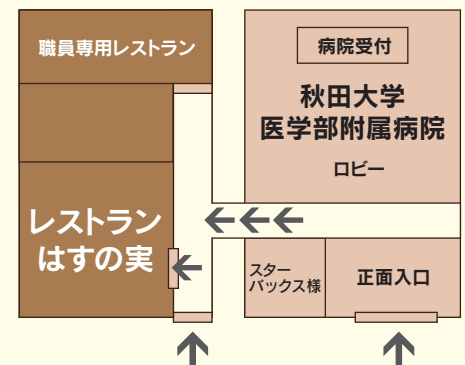 職員専用レストラン
病院受付
秋田大学
医学部附属病院
ロビー
レストラン
はすの実
スター
バックス様
正面入口